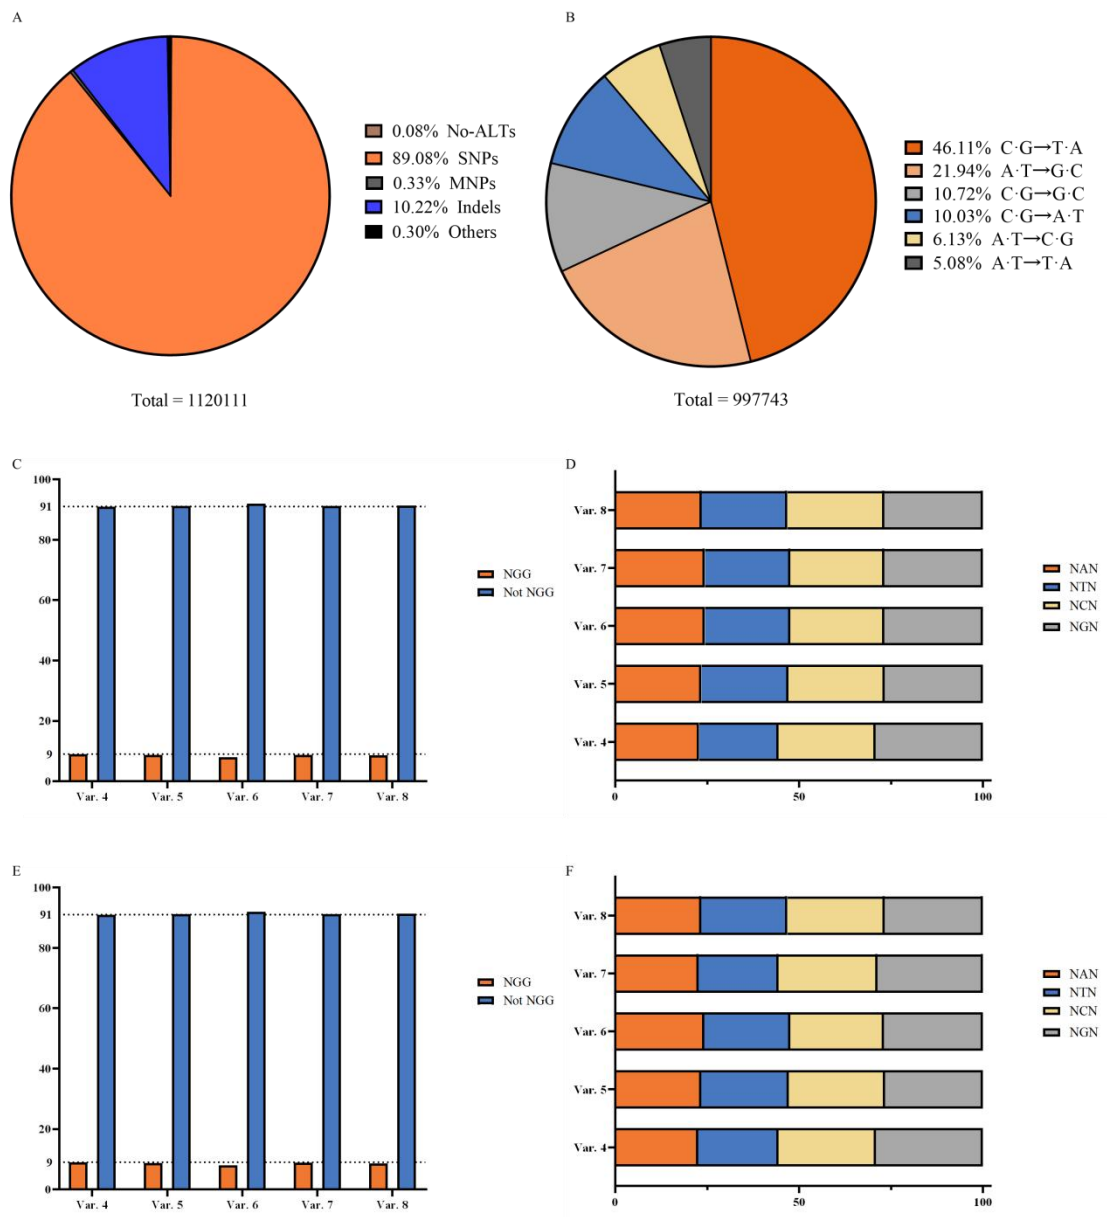 A
0.08% No-ALTs
89.08% SNPs
0.33% MNPs
10.22% Indels
0.30% Others
Total = 1120111
B
46.11% C·G→T·A
21.94% A·T→G·C
10.72% C·G→G·C
10.03% C·G→A·T
6.13% A·T→C·G
5.08% A·T→T·A
Total = 997743
C
100
91
80
60
40
20
9
0
Var. 4 Var. 5 Var. 6 Var. 7 Var. 8
NGG
Not NGG
D
Var. 8
Var. 7
Var. 6
Var. 5
Var. 4
0 50 100
NAN
NTN
NCN
NGN
E
100
91
80
60
40
20
9
0
Var. 4 Var. 5 Var. 6 Var. 7 Var. 8
NGG
Not NGG
F
Var. 8
Var. 7
Var. 6
Var. 5
Var. 4
0 50 100
NAN
NTN
NCN
NGN